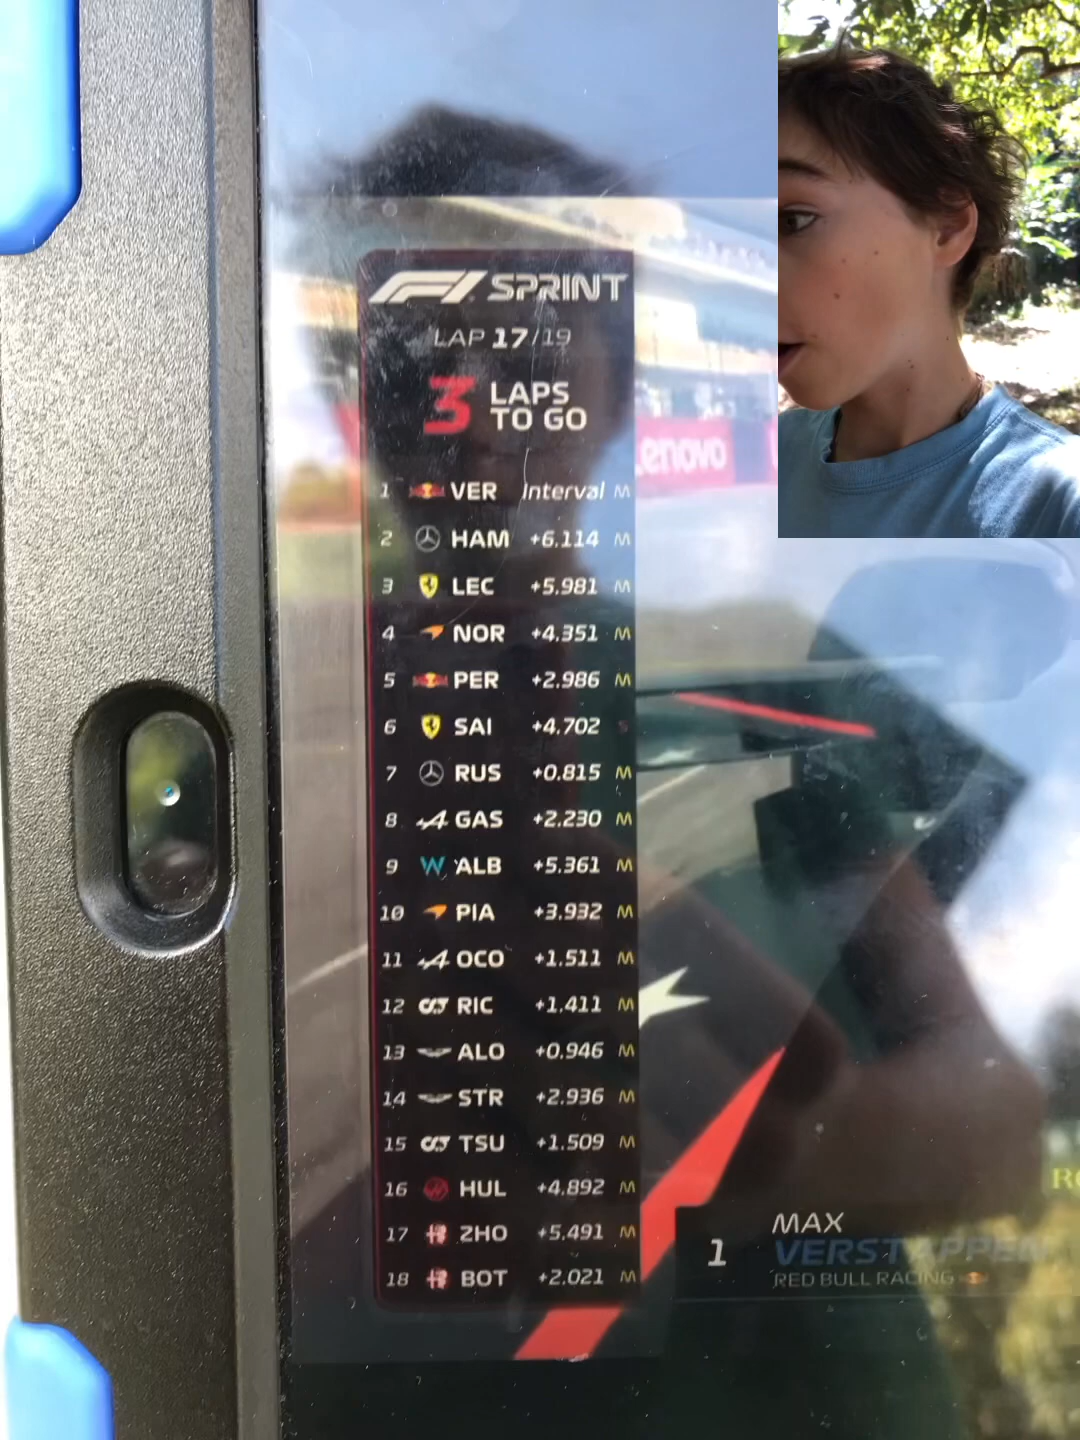 F1 SPRINT
LAP 17/19
3 LAPS TO GO
1 VER Interval M
2 HAM +6.114 M
3 LEC +5.981 M
4 NOR +4.351 M
5 PER +2.986 M
6 SAI +4.702 S
7 RUS +0.815 M
8 GAS +2.230 M
9 ALB +5.361 M
10 PIA +3.932 M
11 OCO +1.511 M
12 RIC +1.411 M
13 ALO +0.946 M
14 STR +2.936 M
15 TSU +1.509 M
16 HUL +4.892 M
17 ZHO +5.491 M
18 BOT +2.021 M
Lenovo
1 MAX
VERSTAPPEN
RED BULL RACING